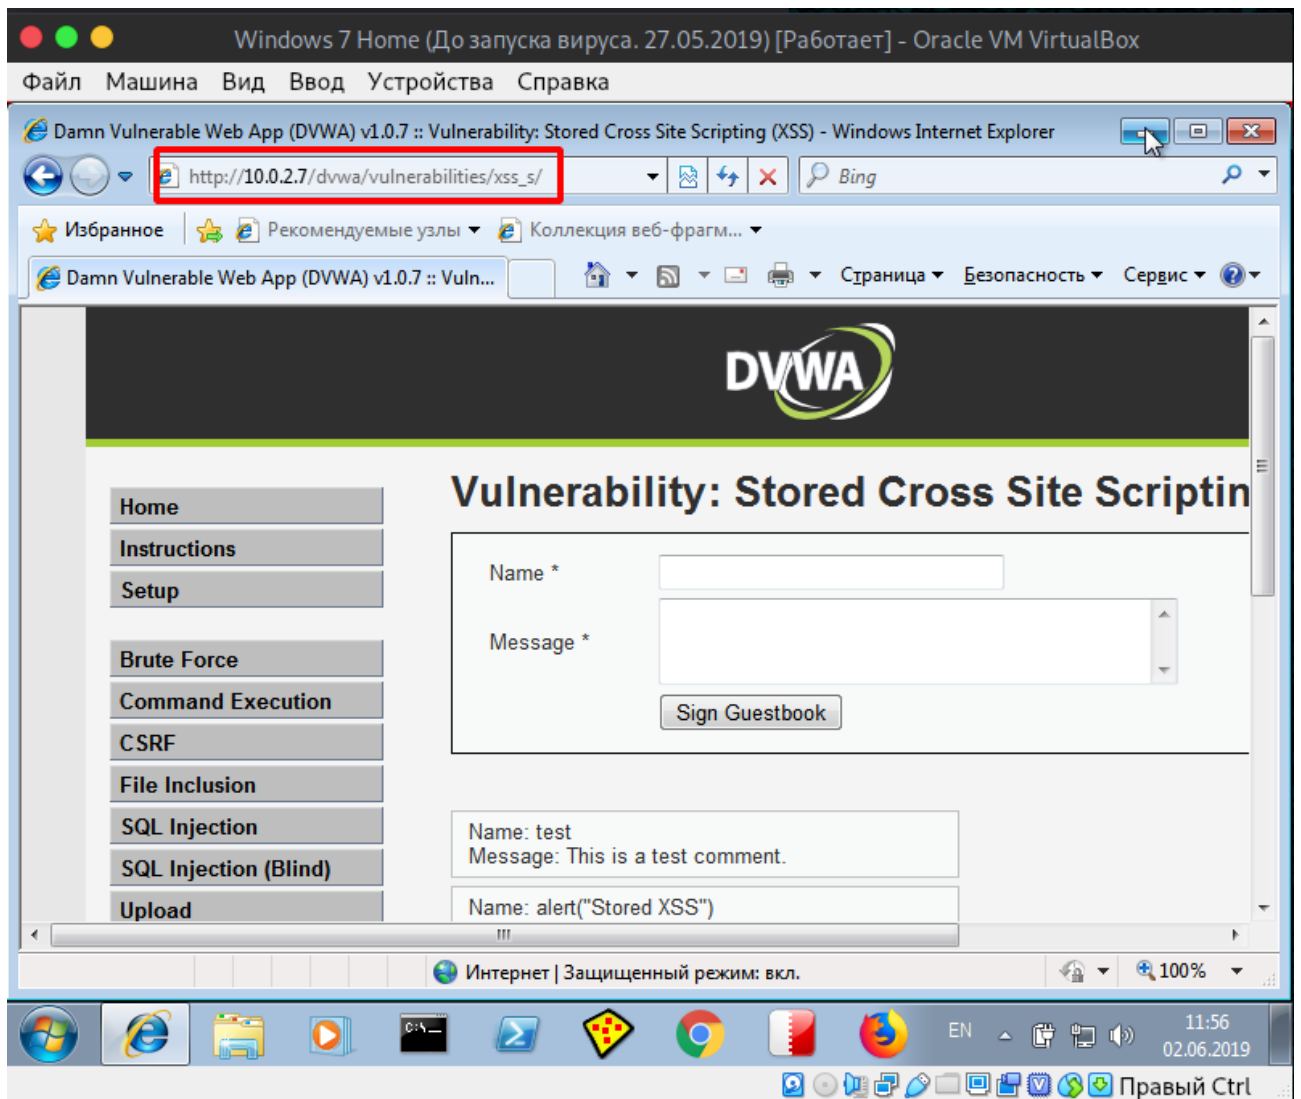 Windows 7 Home (До запуска вируса. 27.05.2019) [Работает] - Oracle VM VirtualBox
Файл Машина Вид Ввод Устройства Справка
Damn Vulnerable Web App (DVWA) v1.0.7 :: Vulnerability: Stored Cross Site Scripting (XSS) - Windows Internet Explorer
http://10.0.2.7/dvwa/vulnerabilities/xss_s/
Bing
Избранное Рекомендуемые узлы Коллекция веб-фрагм...
Damn Vulnerable Web App (DVWA) v1.0.7 :: Vuln...
Страница Безопасность Сервис
DVWA
Vulnerability: Stored Cross Site Scriptin
Home
Instructions
Setup
Brute Force
Command Execution
CSRF
File Inclusion
SQL Injection
SQL Injection (Blind)
Upload
Name *
Message *
Sign Guestbook
Name: test
Message: This is a test comment.
Name: alert("Stored XSS")
Интернет | Защищенный режим: вкл.
100%
C:\
EN
11:56
02.06.2019
Правый Ctrl